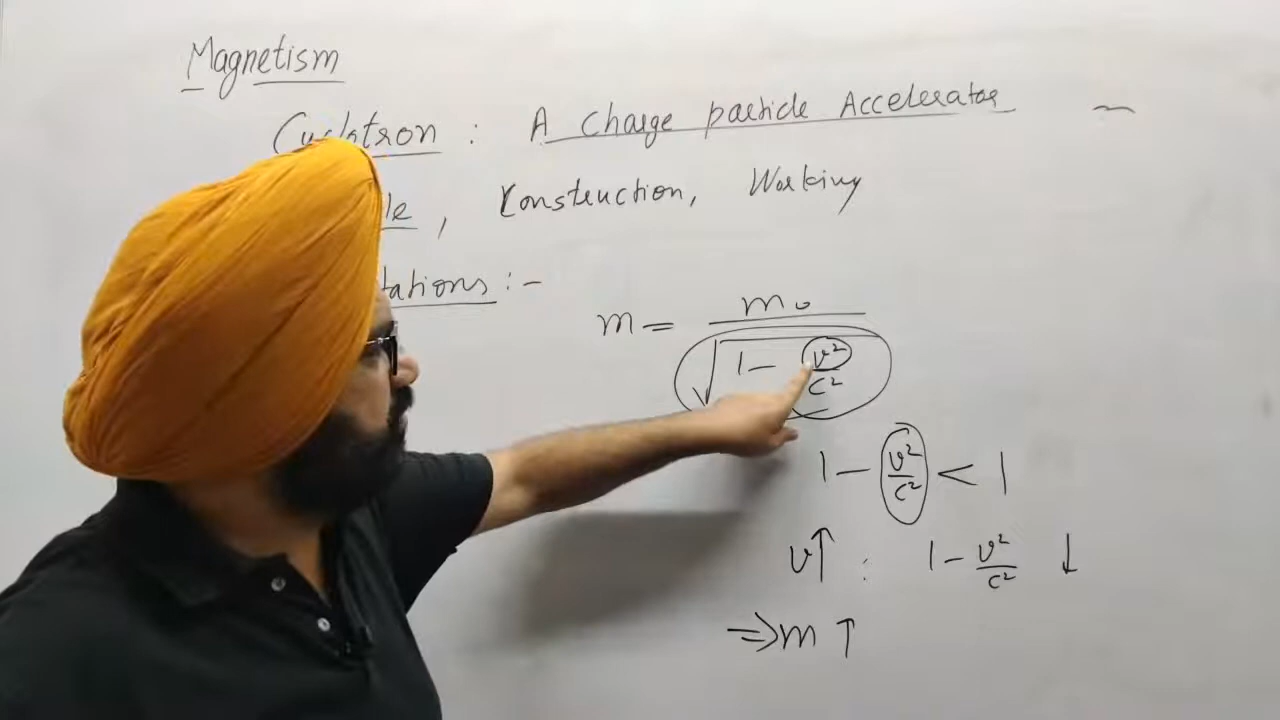 Magnetism
Cyclotron : A Charge particle Accelerator
le, Construction, Working
tations :-
m = m₀ / √(1 - v²/c²)
1 - v²/c² < 1
v↑ : 1 - v²/c² ↓
⇒ m ↑